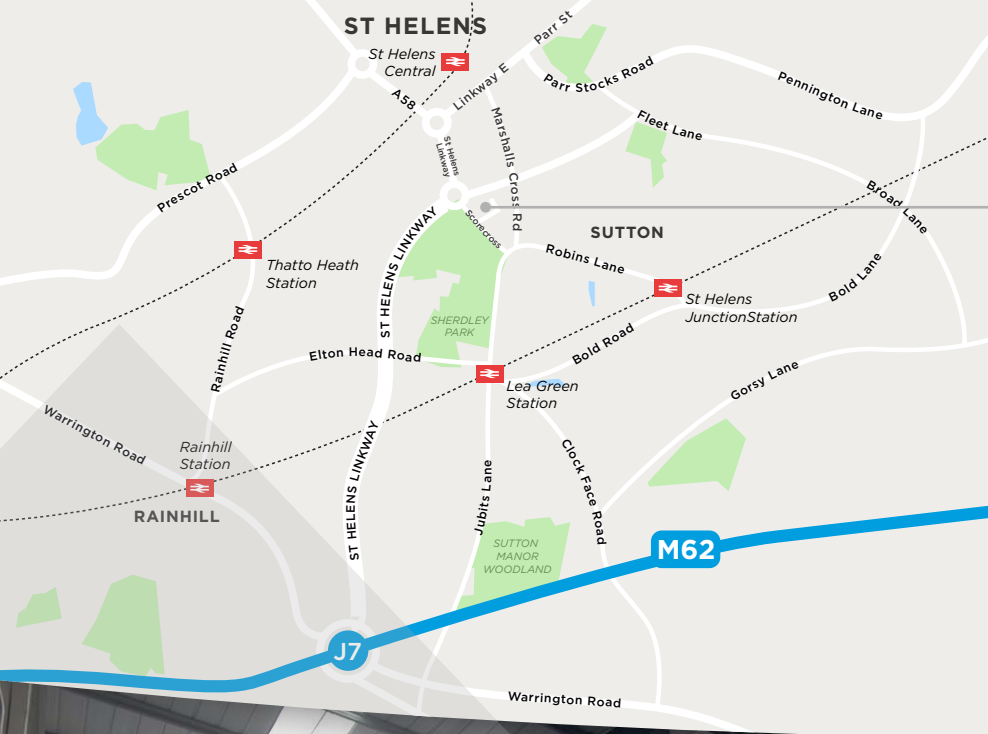 ST HELENS
Parr St
St Helens
Central
Linkway E
A58
Parr Stocks Road
Pennington Lane
Fleet Lane
Marshalls Cross Rd
St Helens
Linkway
Prescot Road
Broad Lane
Scorecross
ST HELENS LINKWAY
SUTTON
Robins Lane
Thatto Heath
Station
Bold Lane
St Helens
JunctionStation
SHERDLEY
PARK
Rainhill Road
Elton Head Road
Bold Road
Lea Green
Station
Gorsy Lane
Warrington Road
Rainhill
Station
RAINHILL
ST HELENS LINKWAY
Jubits Lane
Clock Face Road
SUTTON
MANOR
WOODLAND
M62
J7
Warrington Road